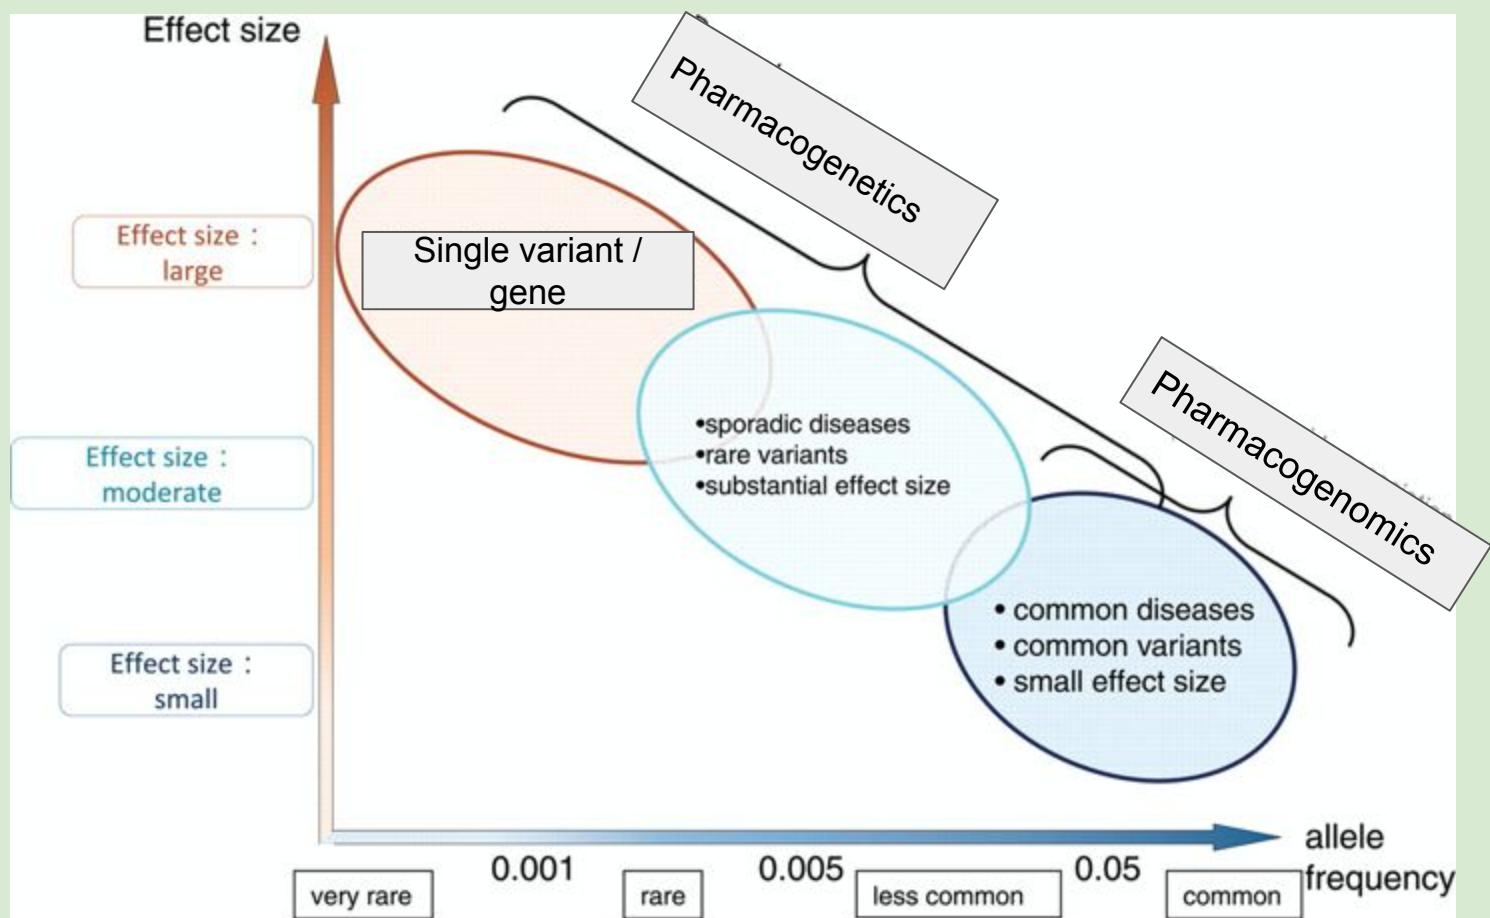 Effect size
Pharmacogenetics
Effect size :
large
Single variant /
gene
Pharmacogenomics
Effect size :
moderate
•sporadic diseases
•rare variants
•substantial effect size
Effect size :
small
• common diseases
• common variants
• small effect size
allele
frequency
0.001
0.005
0.05
very rare
rare
less common
common